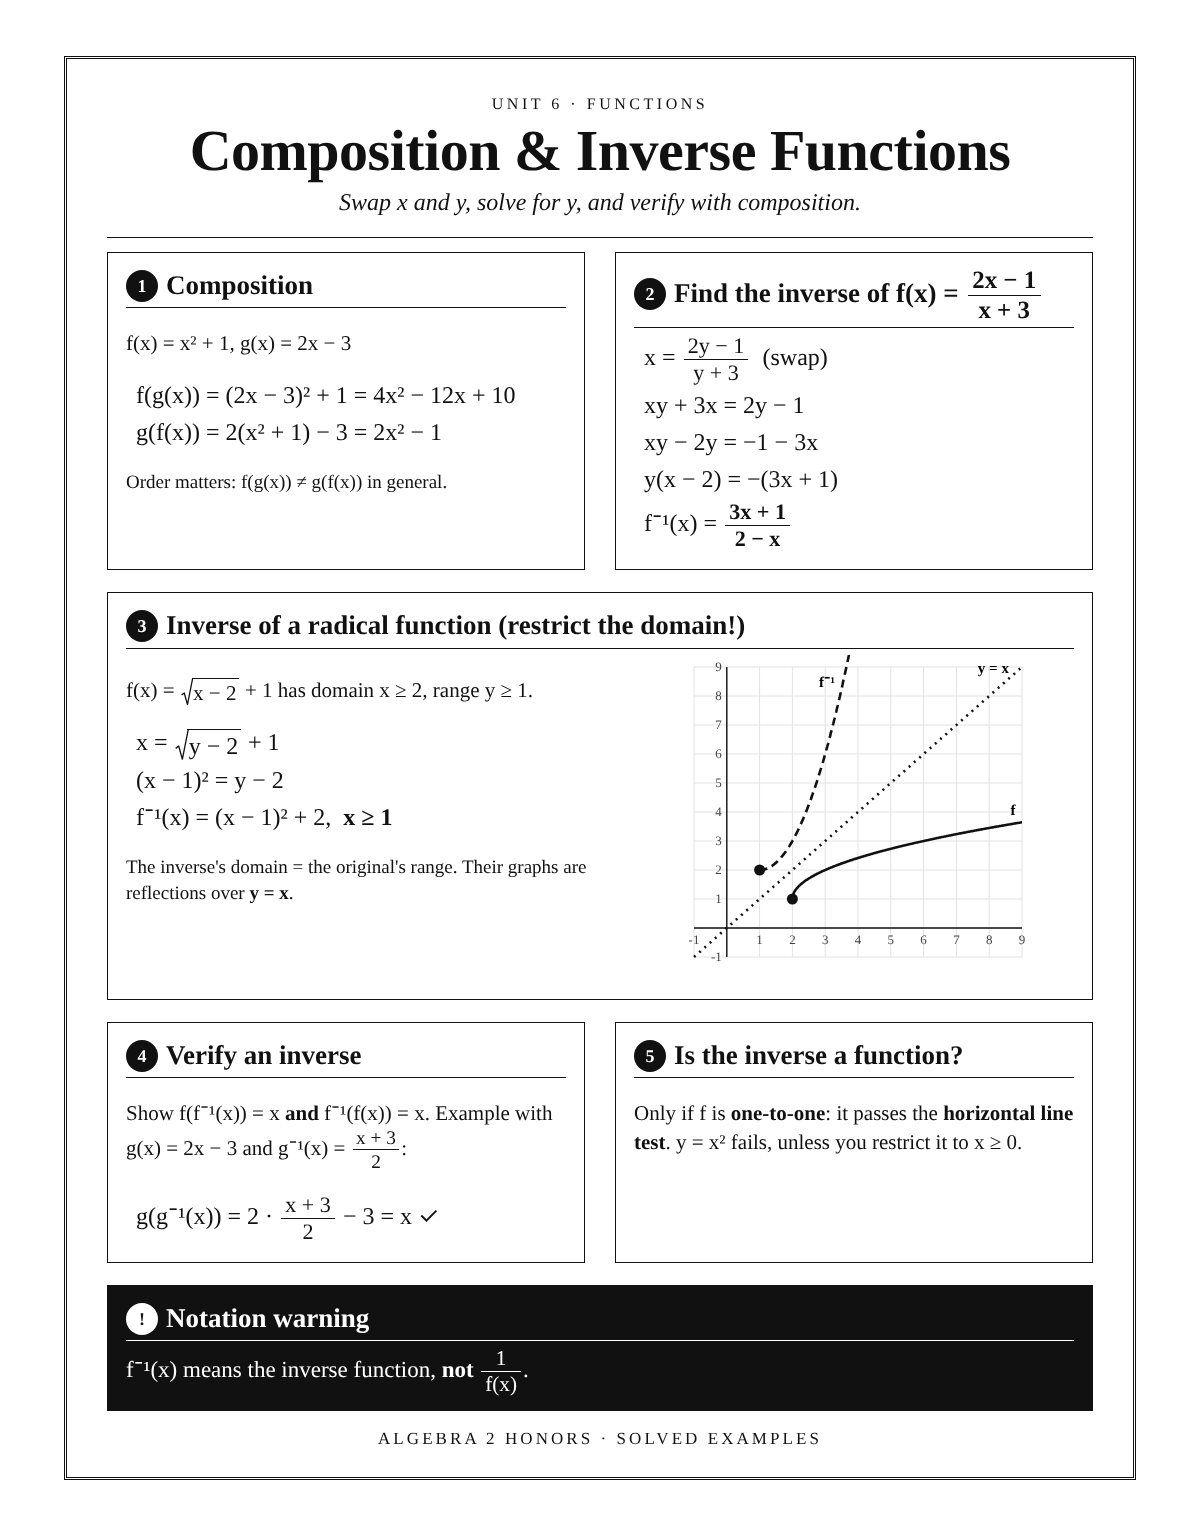 UNIT 6 · FUNCTIONS
Composition & Inverse Functions
Swap x and y, solve for y, and verify with composition.
1 Composition
f(x) = x² + 1, g(x) = 2x − 3
f(g(x)) = (2x − 3)² + 1 = 4x² − 12x + 10
g(f(x)) = 2(x² + 1) − 3 = 2x² − 1
Order matters: f(g(x)) ≠ g(f(x)) in general.
2 Find the inverse of f(x) = (2x − 1)/(x + 3)
x = (2y − 1)/(y + 3) (swap)
xy + 3x = 2y − 1
xy − 2y = −1 − 3x
y(x − 2) = −(3x + 1)
f⁻¹(x) = (3x + 1)/(2 − x)
3 Inverse of a radical function (restrict the domain!)
f(x) = √(x − 2) + 1 has domain x ≥ 2, range y ≥ 1.
x = √(y − 2) + 1
(x − 1)² = y − 2
f⁻¹(x) = (x − 1)² + 2, x ≥ 1
The inverse's domain = the original's range. Their graphs are
reflections over y = x.
9
y = x
f⁻¹
8
7
6
5
4
f
3
2
1
-1 1 2 3 4 5 6 7 8 9
-1
4 Verify an inverse
Show f(f⁻¹(x)) = x and f⁻¹(f(x)) = x. Example with
g(x) = 2x − 3 and g⁻¹(x) = (x + 3)/2:
g(g⁻¹(x)) = 2 · (x + 3)/2 − 3 = x ✓
5 Is the inverse a function?
Only if f is one-to-one: it passes the horizontal line
test. y = x² fails, unless you restrict it to x ≥ 0.
! Notation warning
f⁻¹(x) means the inverse function, not 1/f(x).
ALGEBRA 2 HONORS · SOLVED EXAMPLES